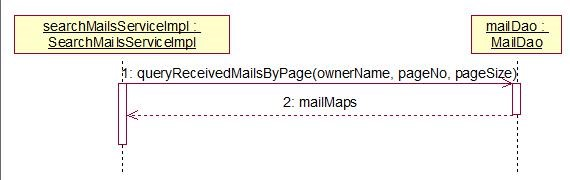 searchMailsServiceImpl :
SearchMailsServiceImpl
mailDao :
MailDao
1: queryReceivedMailsByPage(ownerName, pageNo, pageSize)
2: mailMaps